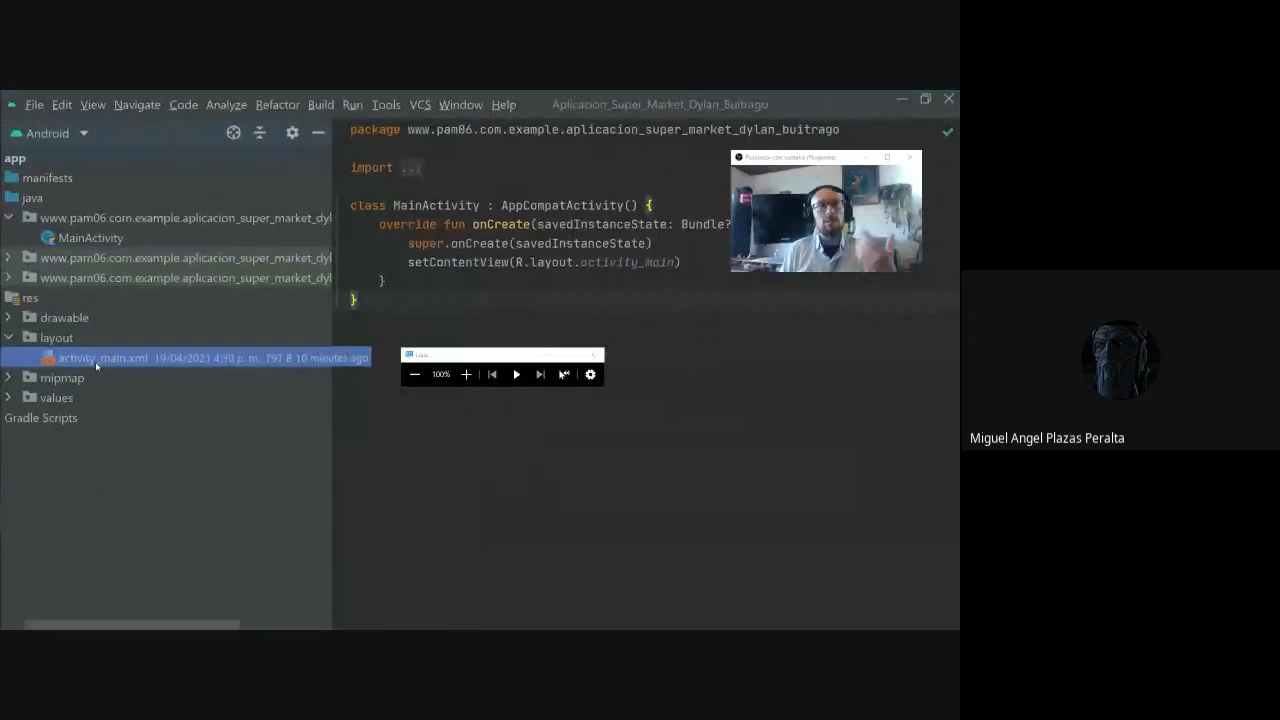 File Edit View Navigate Code Analyze Refactor Build Run Tools VCS Window Help Aplicacion_Super_Market_Dylan_Buitrago
Android
app
manifests
java
www.pam06.com.example.aplicacion_super_market_dyl
MainActivity
www.pam06.com.example.aplicacion_super_market_dyl
www.pam06.com.example.aplicacion_super_market_dyl
res
drawable
layout
activity_main.xml 19/04/2021 4:30 p. m., 797 B 10 minutes ago
mipmap
values
Gradle Scripts
package www.pam06.com.example.aplicacion_super_market_dylan_buitrago
import ...
class MainActivity : AppCompatActivity() {
override fun onCreate(savedInstanceState: Bundle?
super.onCreate(savedInstanceState)
setContentView(R.layout.activity_main)
}
}
Lupa
100%
Miguel Angel Plazas Peralta